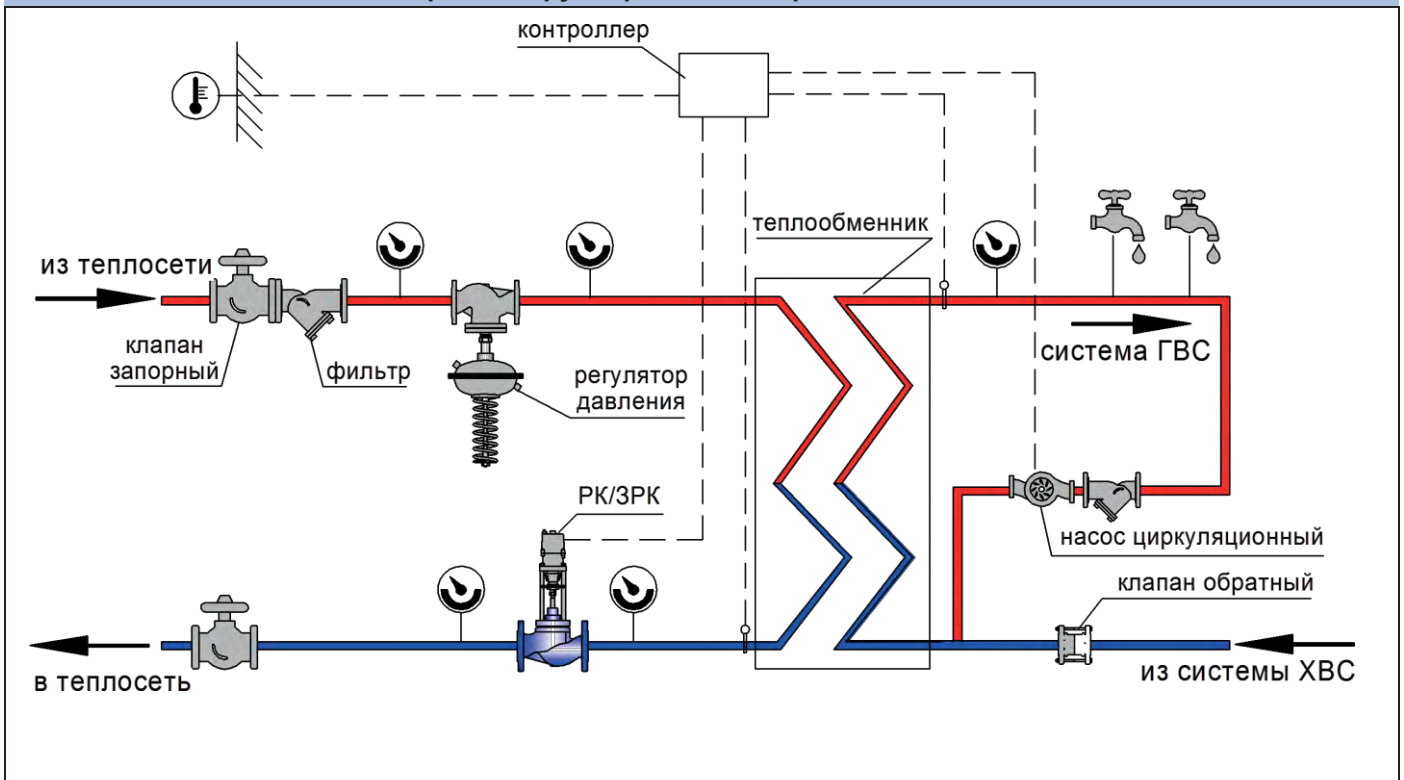 контроллер
теплообменник
из теплосети
система ГВС
клапан
запорный
фильтр
регулятор
давления
РК/ЗРК
насос циркуляционный
клапан обратный
в теплосеть
из системы ХВС